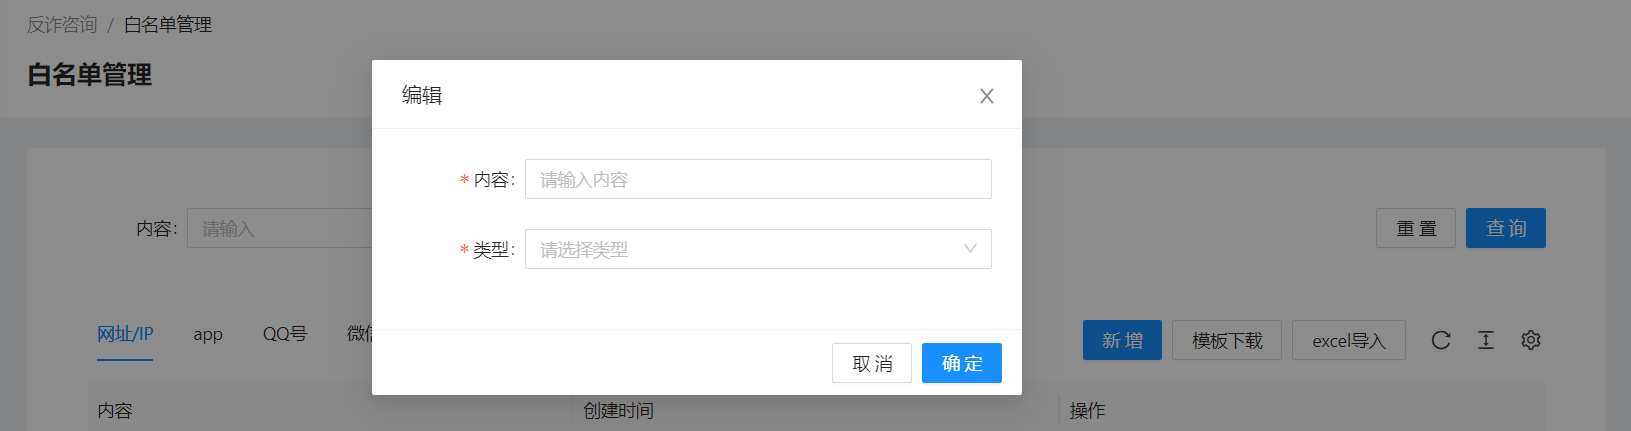 反诈咨询 / 白名单管理
白名单管理
编辑
* 内容:
请输入内容
* 类型:
请选择类型
取 消
确 定
内容:
请输入
重 置
查 询
网址/IP
app
QQ号
微信
新 增
模板下载
excel导入
内容
创建时间
操作